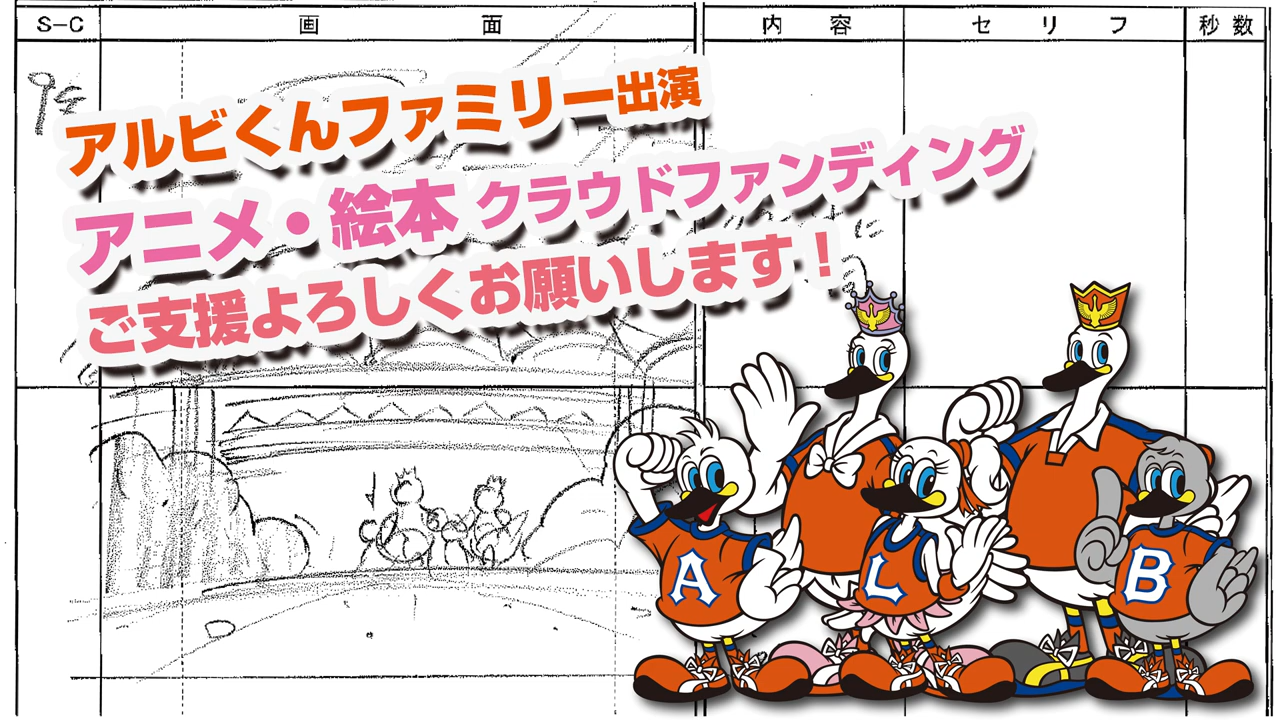 S-C 画面 内容 セリフ 秒数
アルビくんファミリー出演
アニメ・絵本 クラウドファンディング
ご支援よろしくお願いします！
A L B